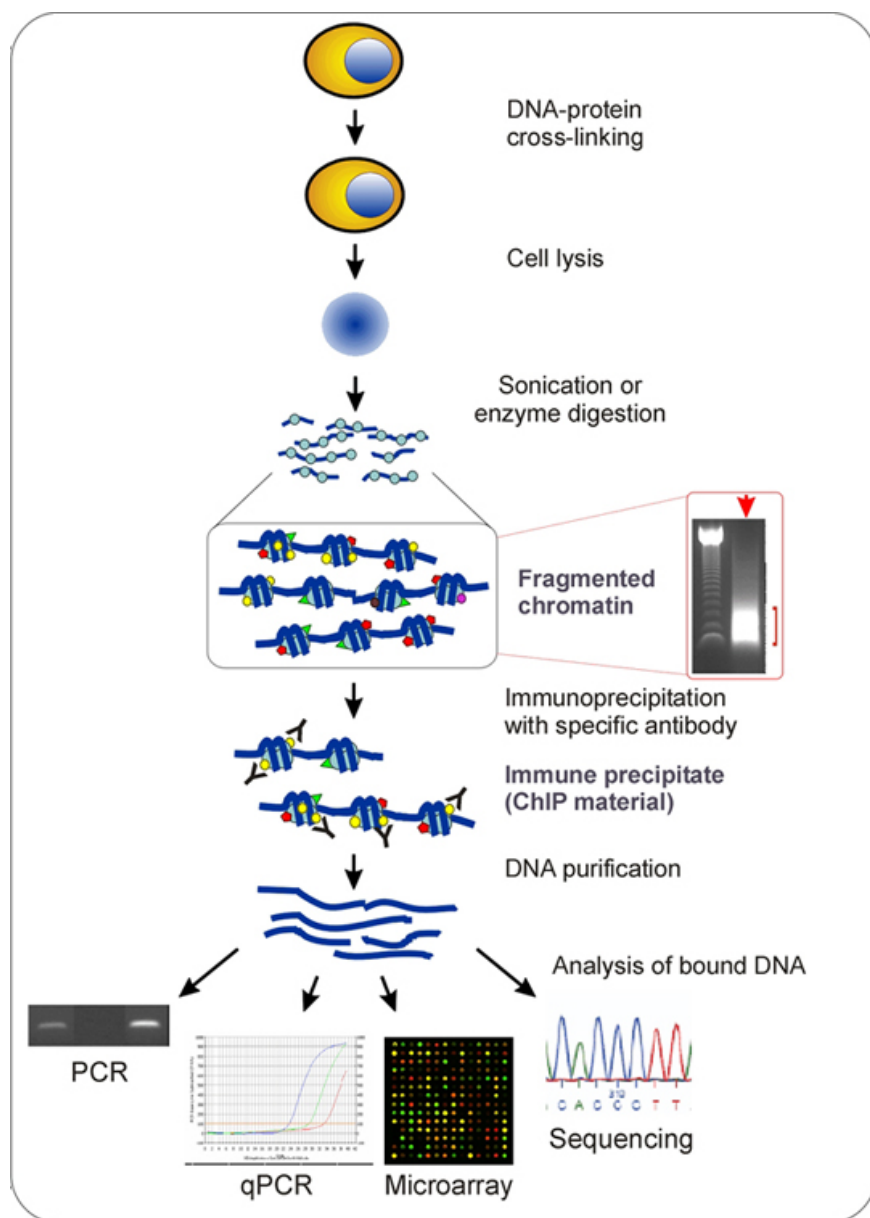 DNA-protein
cross-linking
Cell lysis
Sonication or
enzyme digestion
Fragmented
chromatin
Immunoprecipitation
with specific antibody
Immune precipitate
(ChIP material)
DNA purification
Analysis of bound DNA
PCR
qPCR
Microarray
C A C C C T T
Sequencing